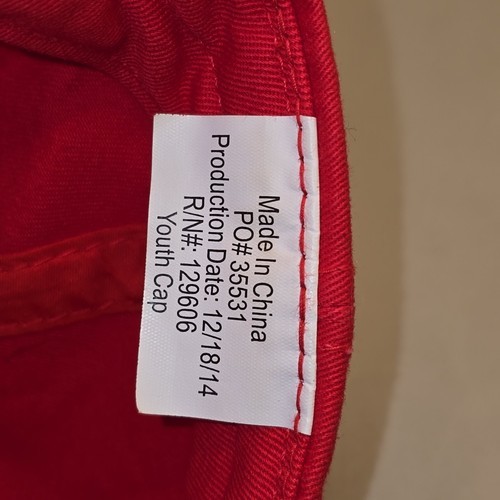 Made In China
PO# 35531
Production Date: 12/18/14
R/N#: 129606
Youth Cap